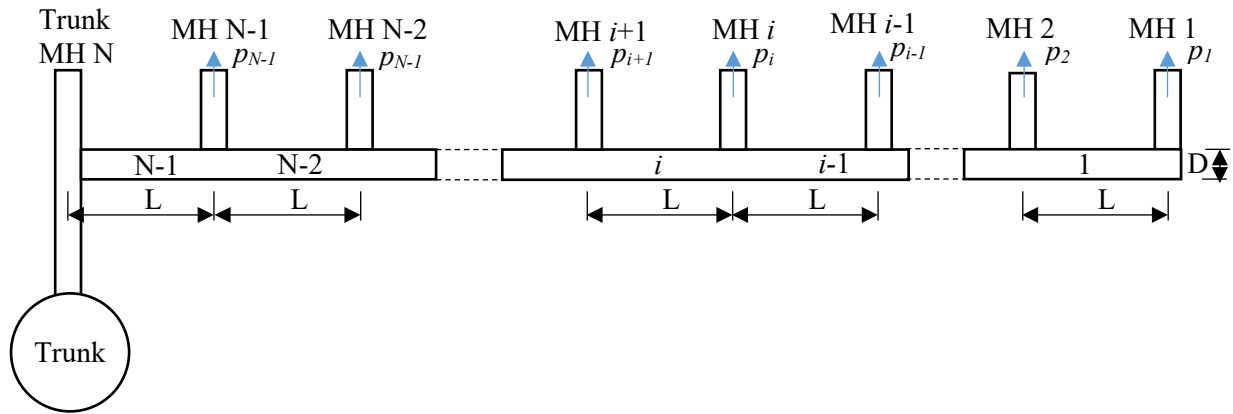 Trunk
MH N
MH N-1
MH N-2
MH i+1
MH i
MH i-1
MH 2
MH 1
p_{N-1}
p_{N-1}
p_{i+1}
p_i
p_{i-1}
p_2
p_1
N-1
N-2
i
i-1
1
D
L
L
L
L
L
Trunk